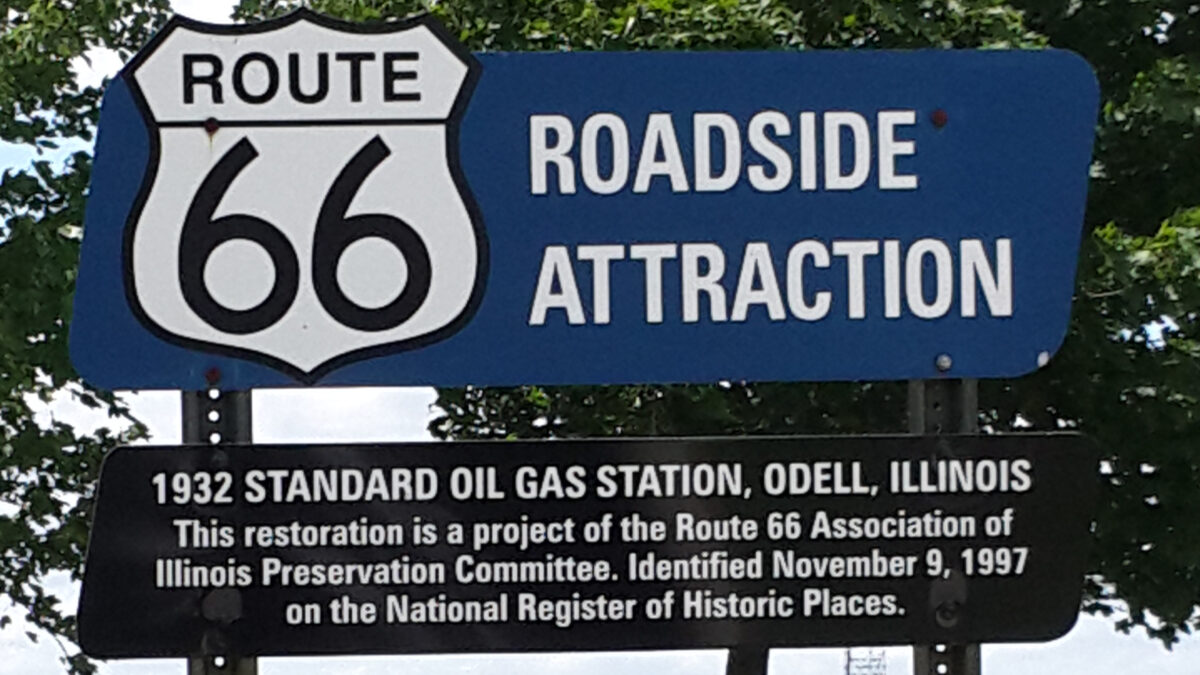 ROUTE
66
ROADSIDE
ATTRACTION
1932 STANDARD OIL GAS STATION, ODELL, ILLINOIS
This restoration is a project of the Route 66 Association of
Illinois Preservation Committee. Identified November 9, 1997
on the National Register of Historic Places.